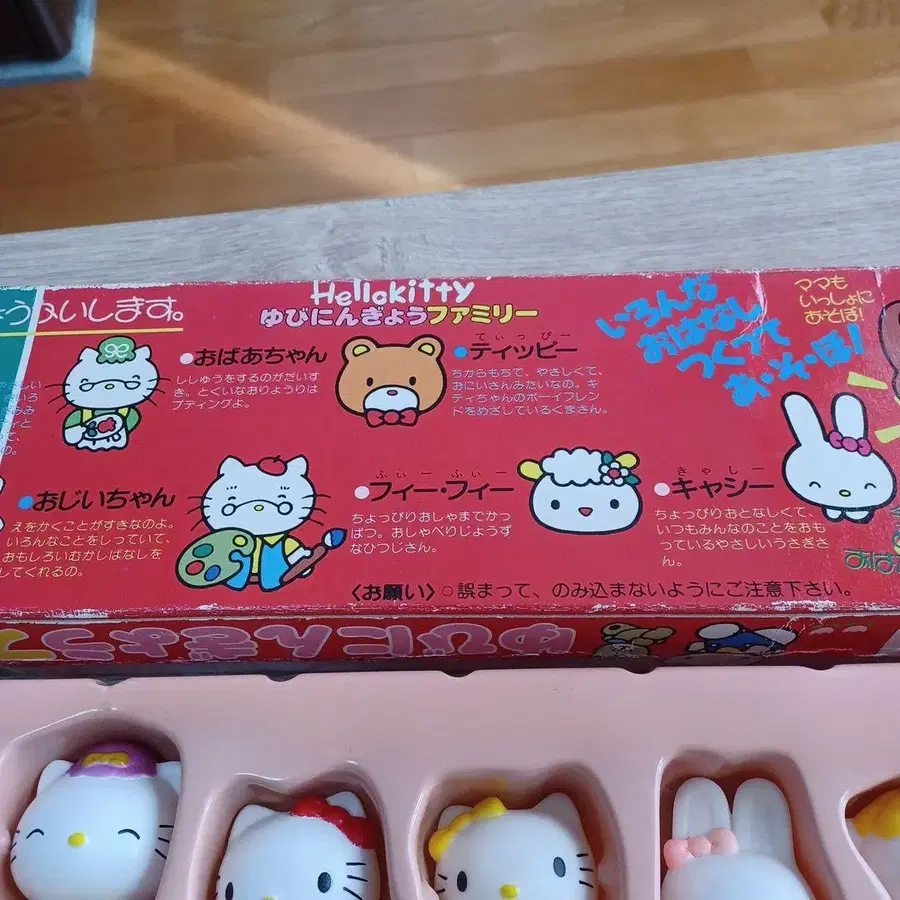 ういします。
Hellokitty
ゆびにんぎょうファミリー
いろんな
おはなし
つくって
あ・そ・ぼ!
ママも
いっしょに
あそぼ!
●おばあちゃん
ししゅうをするのがだいす
き。とくいなおりょうりは
プディングよ。
てぃっぴー
●ティッピー
ちからもちで、やさしくて、
おにいさんみたいなの。キ
ティちゃんのボーイフレン
ドをめざしているくまさん。
●おじいちゃん
えをかくことがすきなのよ。
いろんなことをしっていて、
おもしろいむかしばなしを
してくれるの。
ふぃーふぃー
●フィー・フィー
ちょっぴりおしゃまでかっ
ぱつ。おしゃべりじょうず
なひつじさん。
きゃしー
●キャシー
ちょっぴりおとなしくて、
いつもみんなのことをおも
っているやさしいうさぎさ
ん。
〈お願い〉○誤まって、のみ込まないようにご注意下さい。
ゆびにんぎょう